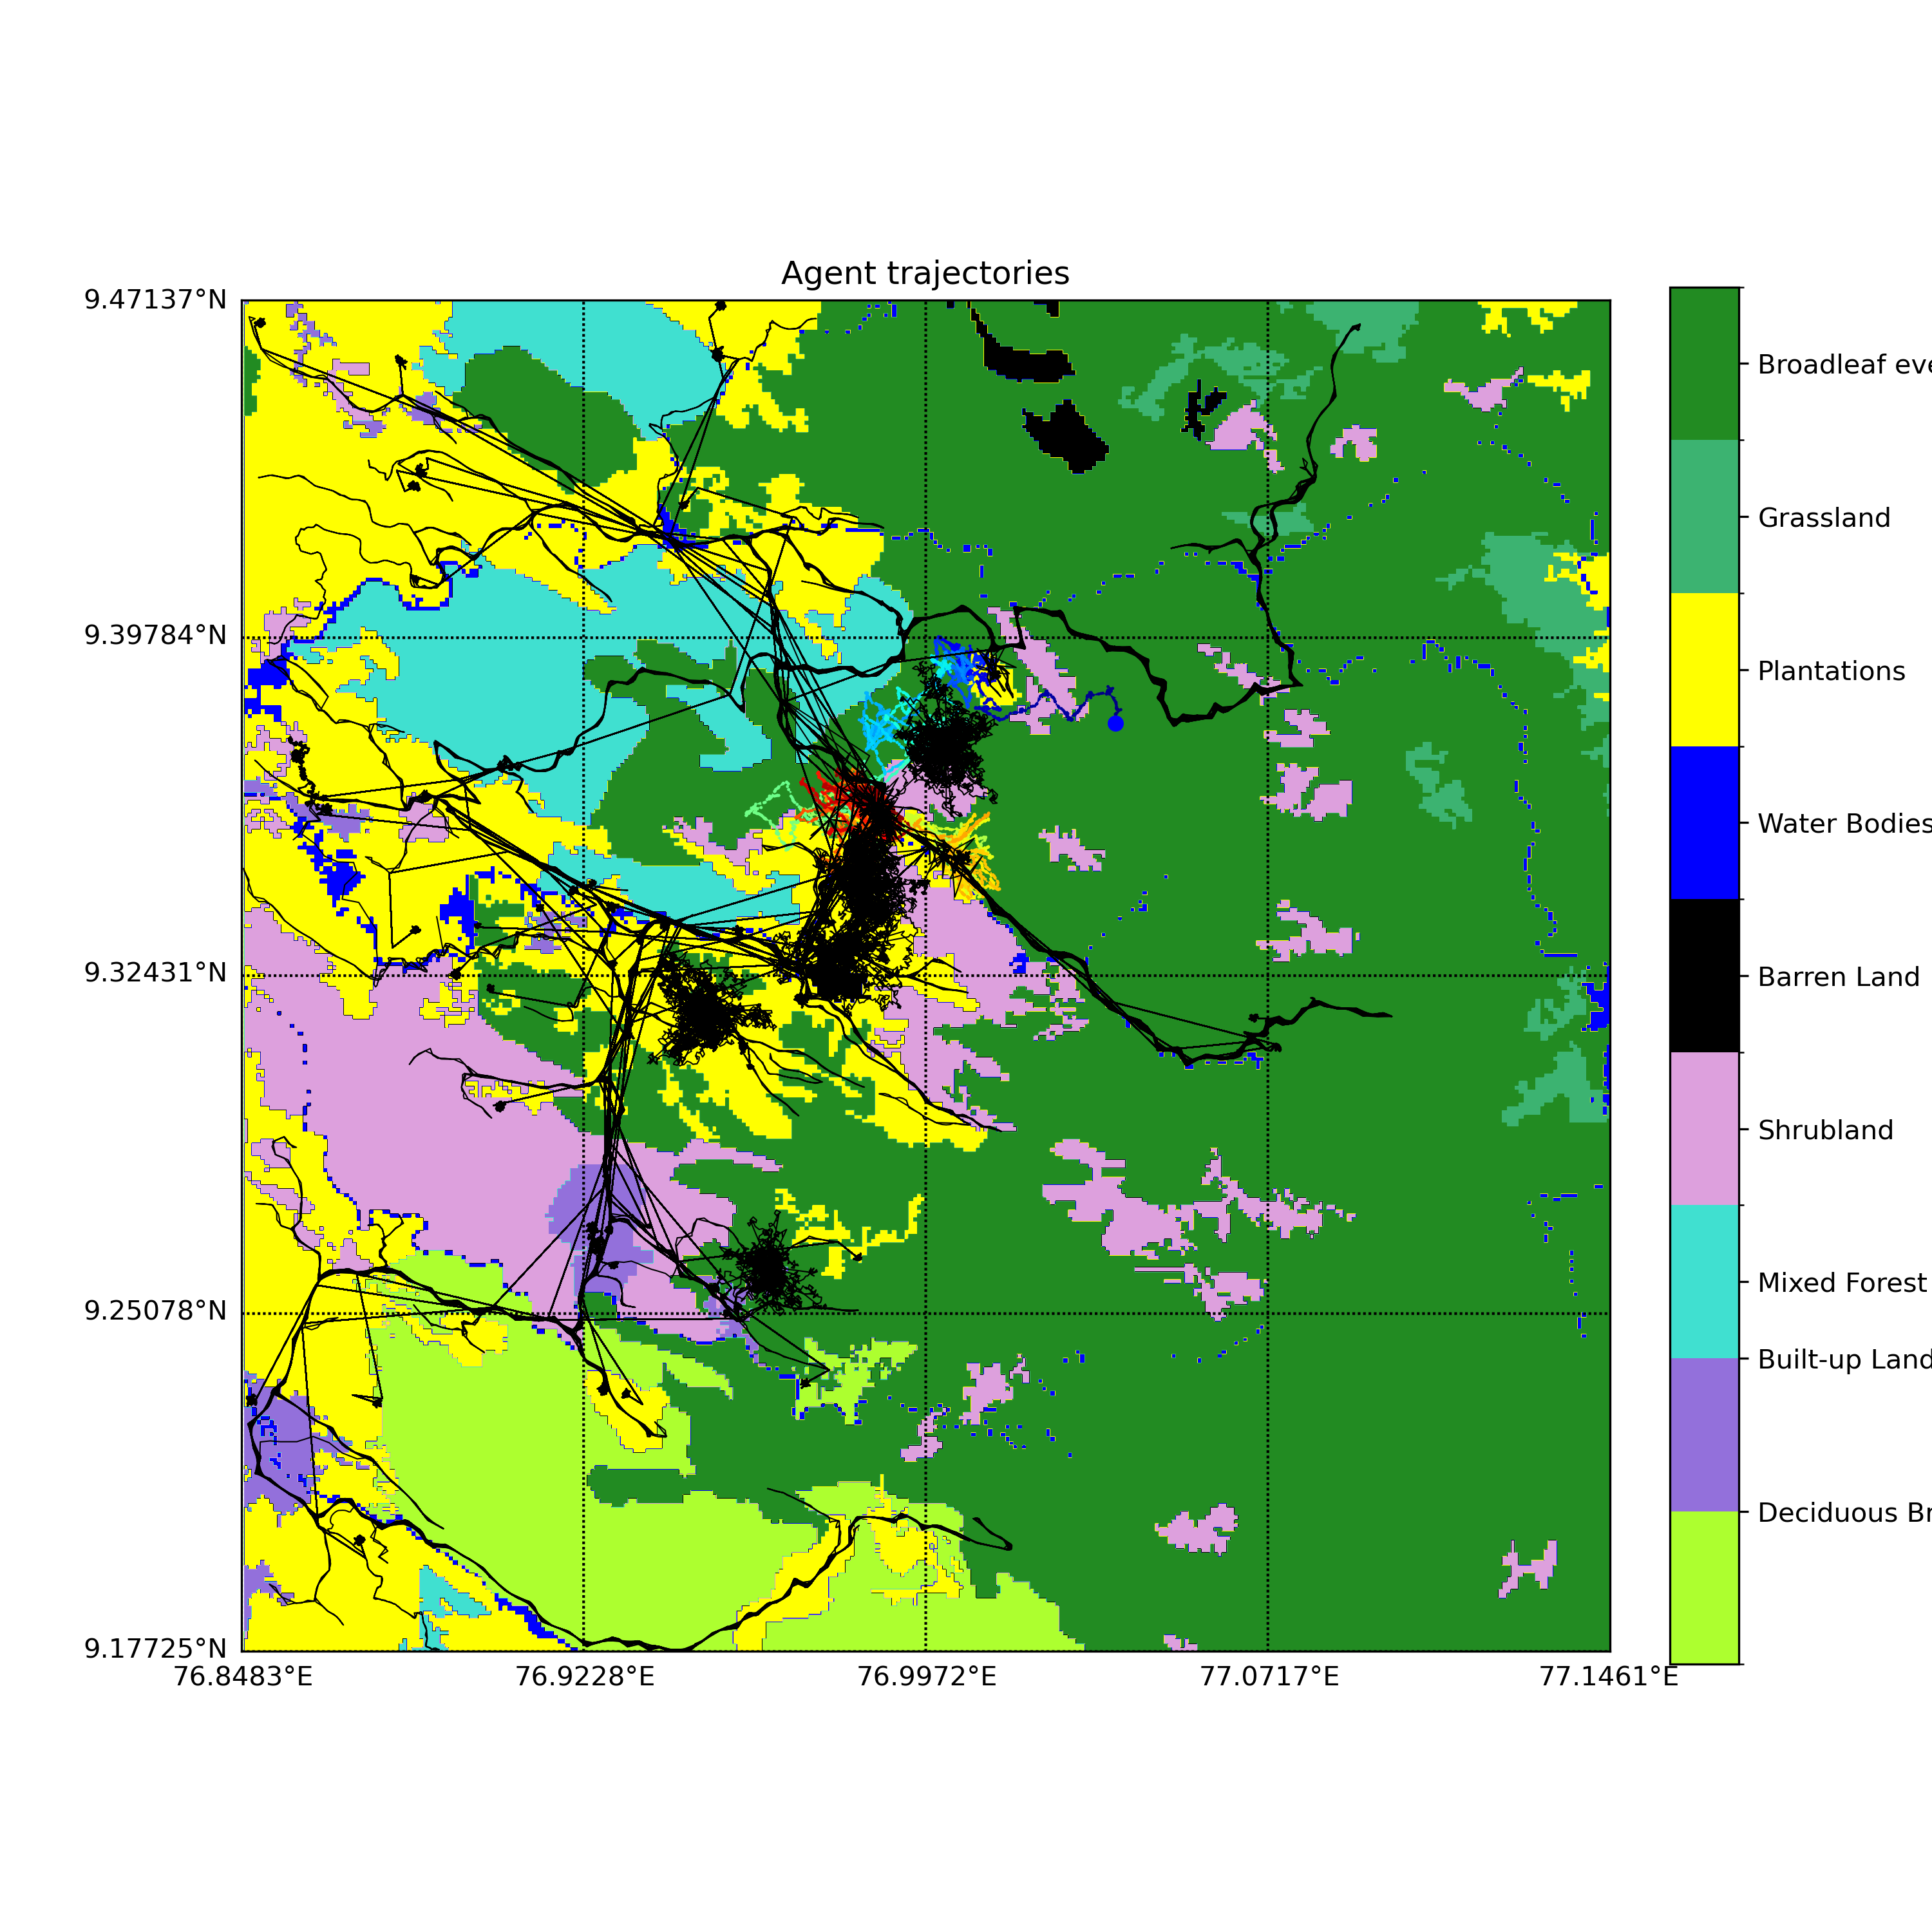 Agent trajectories
9.47137°N
9.39784°N
9.32431°N
9.25078°N
9.17725°N
76.8483°E
76.9228°E
76.9972°E
77.0717°E
77.1461°E
Broadleaf eve
Grassland
Plantations
Water Bodies
Barren Land
Shrubland
Mixed Forest
Built-up Land
Deciduous Br